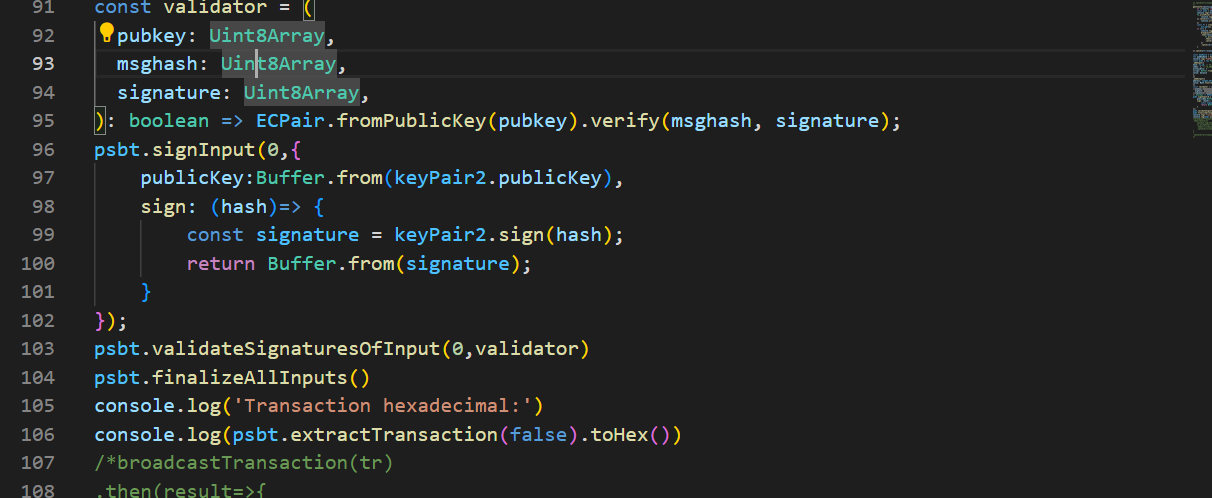 91 const validator = (
92 pubkey: Uint8Array,
93 msghash: Uint8Array,
94 signature: Uint8Array,
95 ): boolean => ECPair.fromPublicKey(pubkey).verify(msghash, signature);
96 psbt.signInput(0,{
97 publicKey:Buffer.from(keyPair2.publicKey),
98 sign: (hash)=> {
99 const signature = keyPair2.sign(hash);
100 return Buffer.from(signature);
101 }
102 });
103 psbt.validateSignaturesOfInput(0,validator)
104 psbt.finalizeAllInputs()
105 console.log('Transaction hexadecimal:')
106 console.log(psbt.extractTransaction(false).toHex())
107 /*broadcastTransaction(tr)
108 .then(result=>{